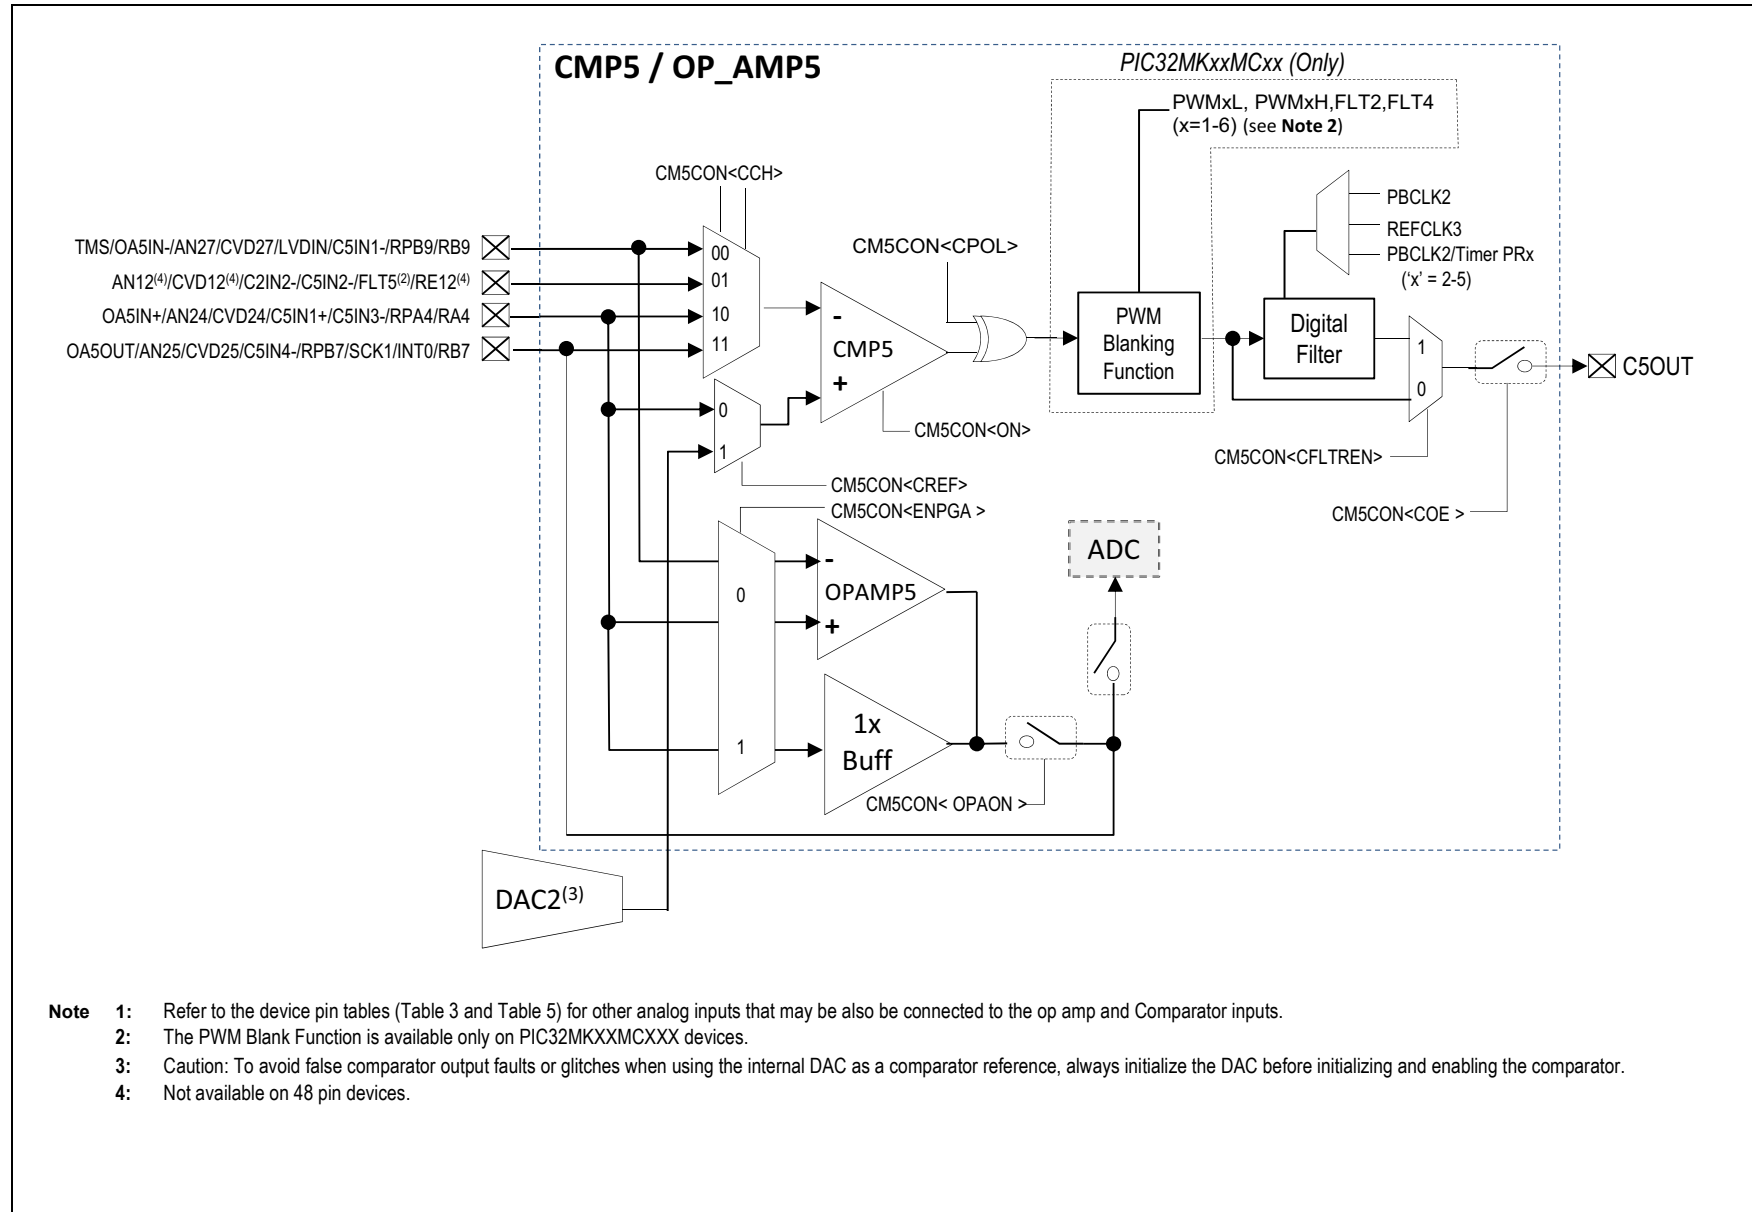 CMP5 / OP_AMP5
PIC32MKxxMCxx (Only)
PWMxL, PWMxH,FLT2,FLT4
(x=1-6) (see Note 2)
CM5CON<CCH>
PBCLK2
REFCLK3
PBCLK2/Timer PRx
('x' = 2-5)
TMS/OA5IN-/AN27/CVD27/LVDIN/C5IN1-/RPB9/RB9
AN12(4)/CVD12(4)/C2IN2-/C5IN2-/FLT5(2)/RE12(4)
OA5IN+/AN24/CVD24/C5IN1+/C5IN3-/RPA4/RA4
OA5OUT/AN25/CVD25/C5IN4-/RPB7/SCK1/INT0/RB7
00
01
10
11
CM5CON<CPOL>
-
CMP5
+
PWM
Blanking
Function
Digital
Filter
1
0
C5OUT
0
1
CM5CON<ON>
CM5CON<CFLTREN>
CM5CON<CREF>
CM5CON<ENPGA >
CM5CON<COE >
ADC
0
1
-
OPAMP5
+
1x
Buff
CM5CON< OPAON >
DAC2(3)
Note 1: Refer to the device pin tables (Table 3 and Table 5) for other analog inputs that may be also be connected to the op amp and Comparator inputs.
2: The PWM Blank Function is available only on PIC32MKXXMCXXX devices.
3: Caution: To avoid false comparator output faults or glitches when using the internal DAC as a comparator reference, always initialize the DAC before initializing and enabling the comparator.
4: Not available on 48 pin devices.